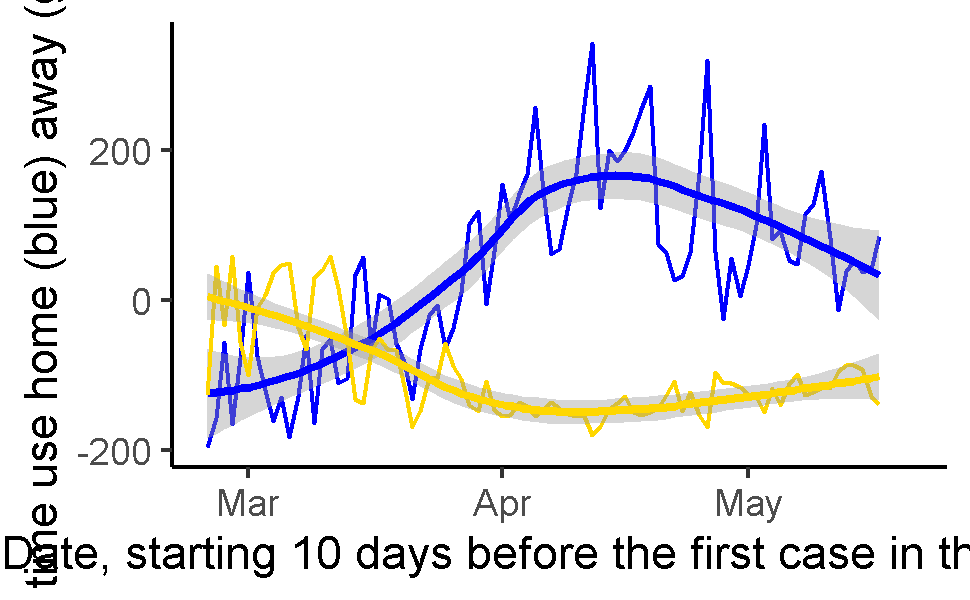 time use home (blue) away (
200
0
-200
Mar Apr May
Date, starting 10 days before the first case in th